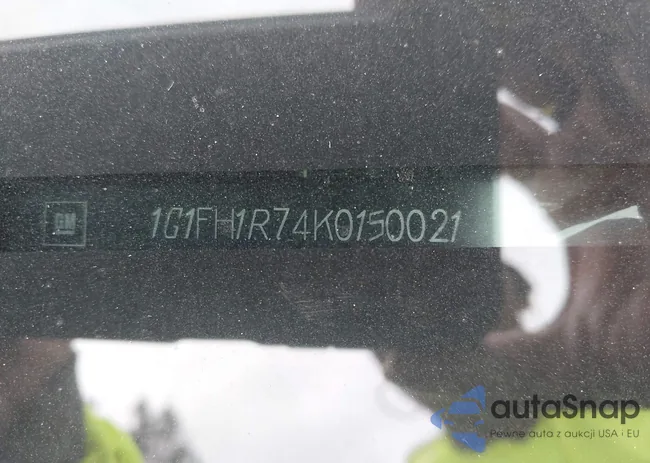 GM
1G1FH1R74K0150021
autaSnap
Pewne auta z aukcji USA i EU